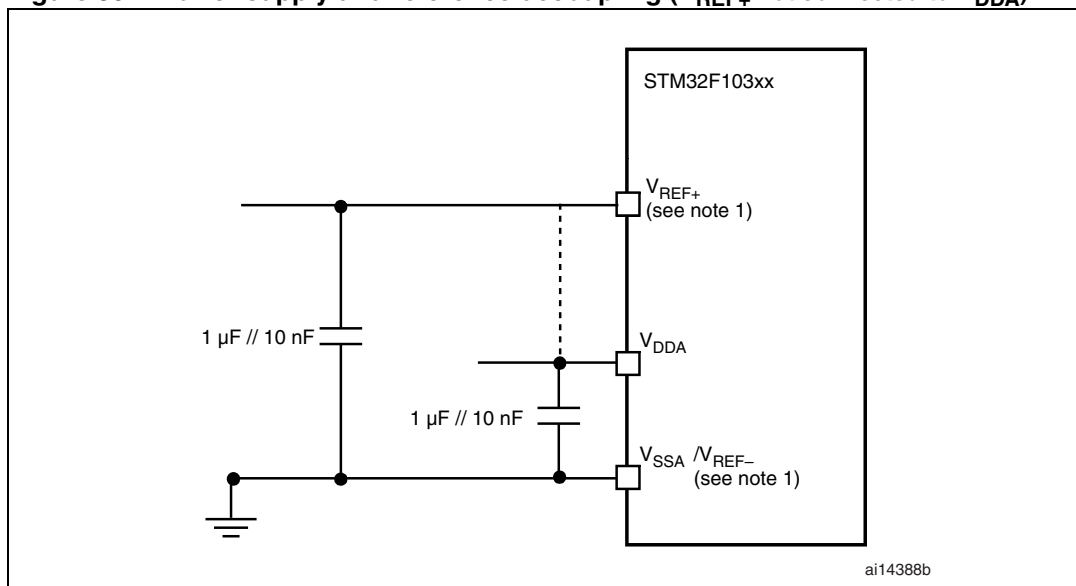 STM32F103xx
VREF+
(see note 1)
1 µF // 10 nF
VDDA
1 µF // 10 nF
VSSA /VREF–
(see note 1)
ai14388b